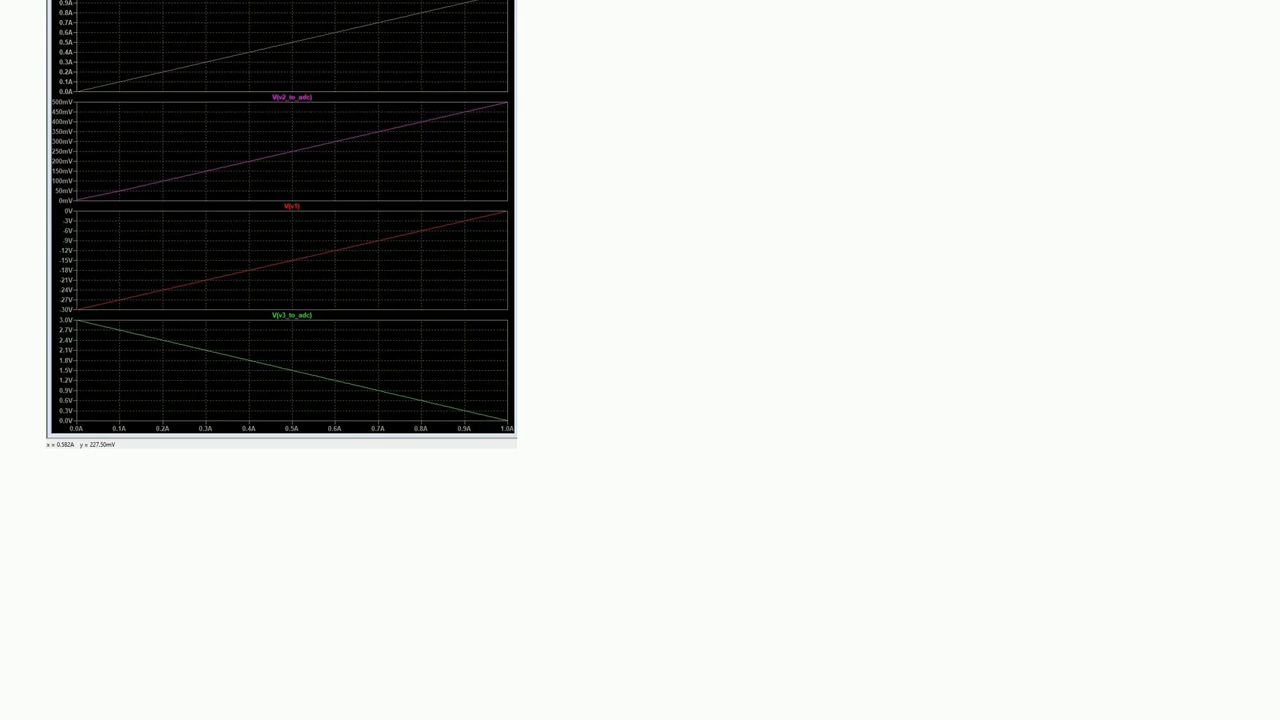 0.9A
0.8A
0.7A
0.6A
0.5A
0.4A
0.3A
0.2A
0.1A
0.0A
V(v2_to_adc)
500mV
450mV
400mV
350mV
300mV
250mV
200mV
150mV
100mV
50mV
0mV
V(v1)
0V
-3V
-6V
-9V
-12V
-15V
-18V
-21V
-24V
-27V
-30V
V(v3_to_adc)
3.0V
2.7V
2.4V
2.1V
1.8V
1.5V
1.2V
0.9V
0.6V
0.3V
0.0V
0.0A 0.1A 0.2A 0.3A 0.4A 0.5A 0.6A 0.7A 0.8A 0.9A 1.0A
x = 0.582A y = 227.50mV